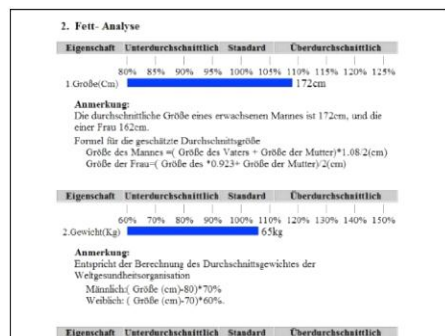 2. Fett- Analyse
Eigenschaft Unterdurchschnittlich Standard Überdurchschnittlich
80% 85% 90% 95% 100% 105% 110% 115% 120% 125%
1.Größe(Cm) 172cm
Anmerkung:
Die durchschnittliche Größe eines erwachsenen Mannes ist 172cm, und die
einer Frau 162cm.
Formel für die geschätzte Durchschnittsgröße
Größe des Mannes =( Größe des Vaters + Größe der Mutter)*1.08/2(cm)
Größe der Frau=( Größe des *0.923+ Größe der Mutter)/2(cm)
Eigenschaft Unterdurchschnittlich Standard Überdurchschnittlich
60% 70% 80% 90% 100% 110% 120% 130% 140% 150%
2.Gewicht(Kg) 65kg
Anmerkung:
Entspricht der Berechnung des Durchschnittsgewichtes der
Weltgesundheitsorganisation
Männlich:( Größe (cm)-80)*70%
Weiblich: ( Größe (cm)-70)*60%.
Eigenschaft Unterdurchschnittlich Standard Überdurchschnittlich